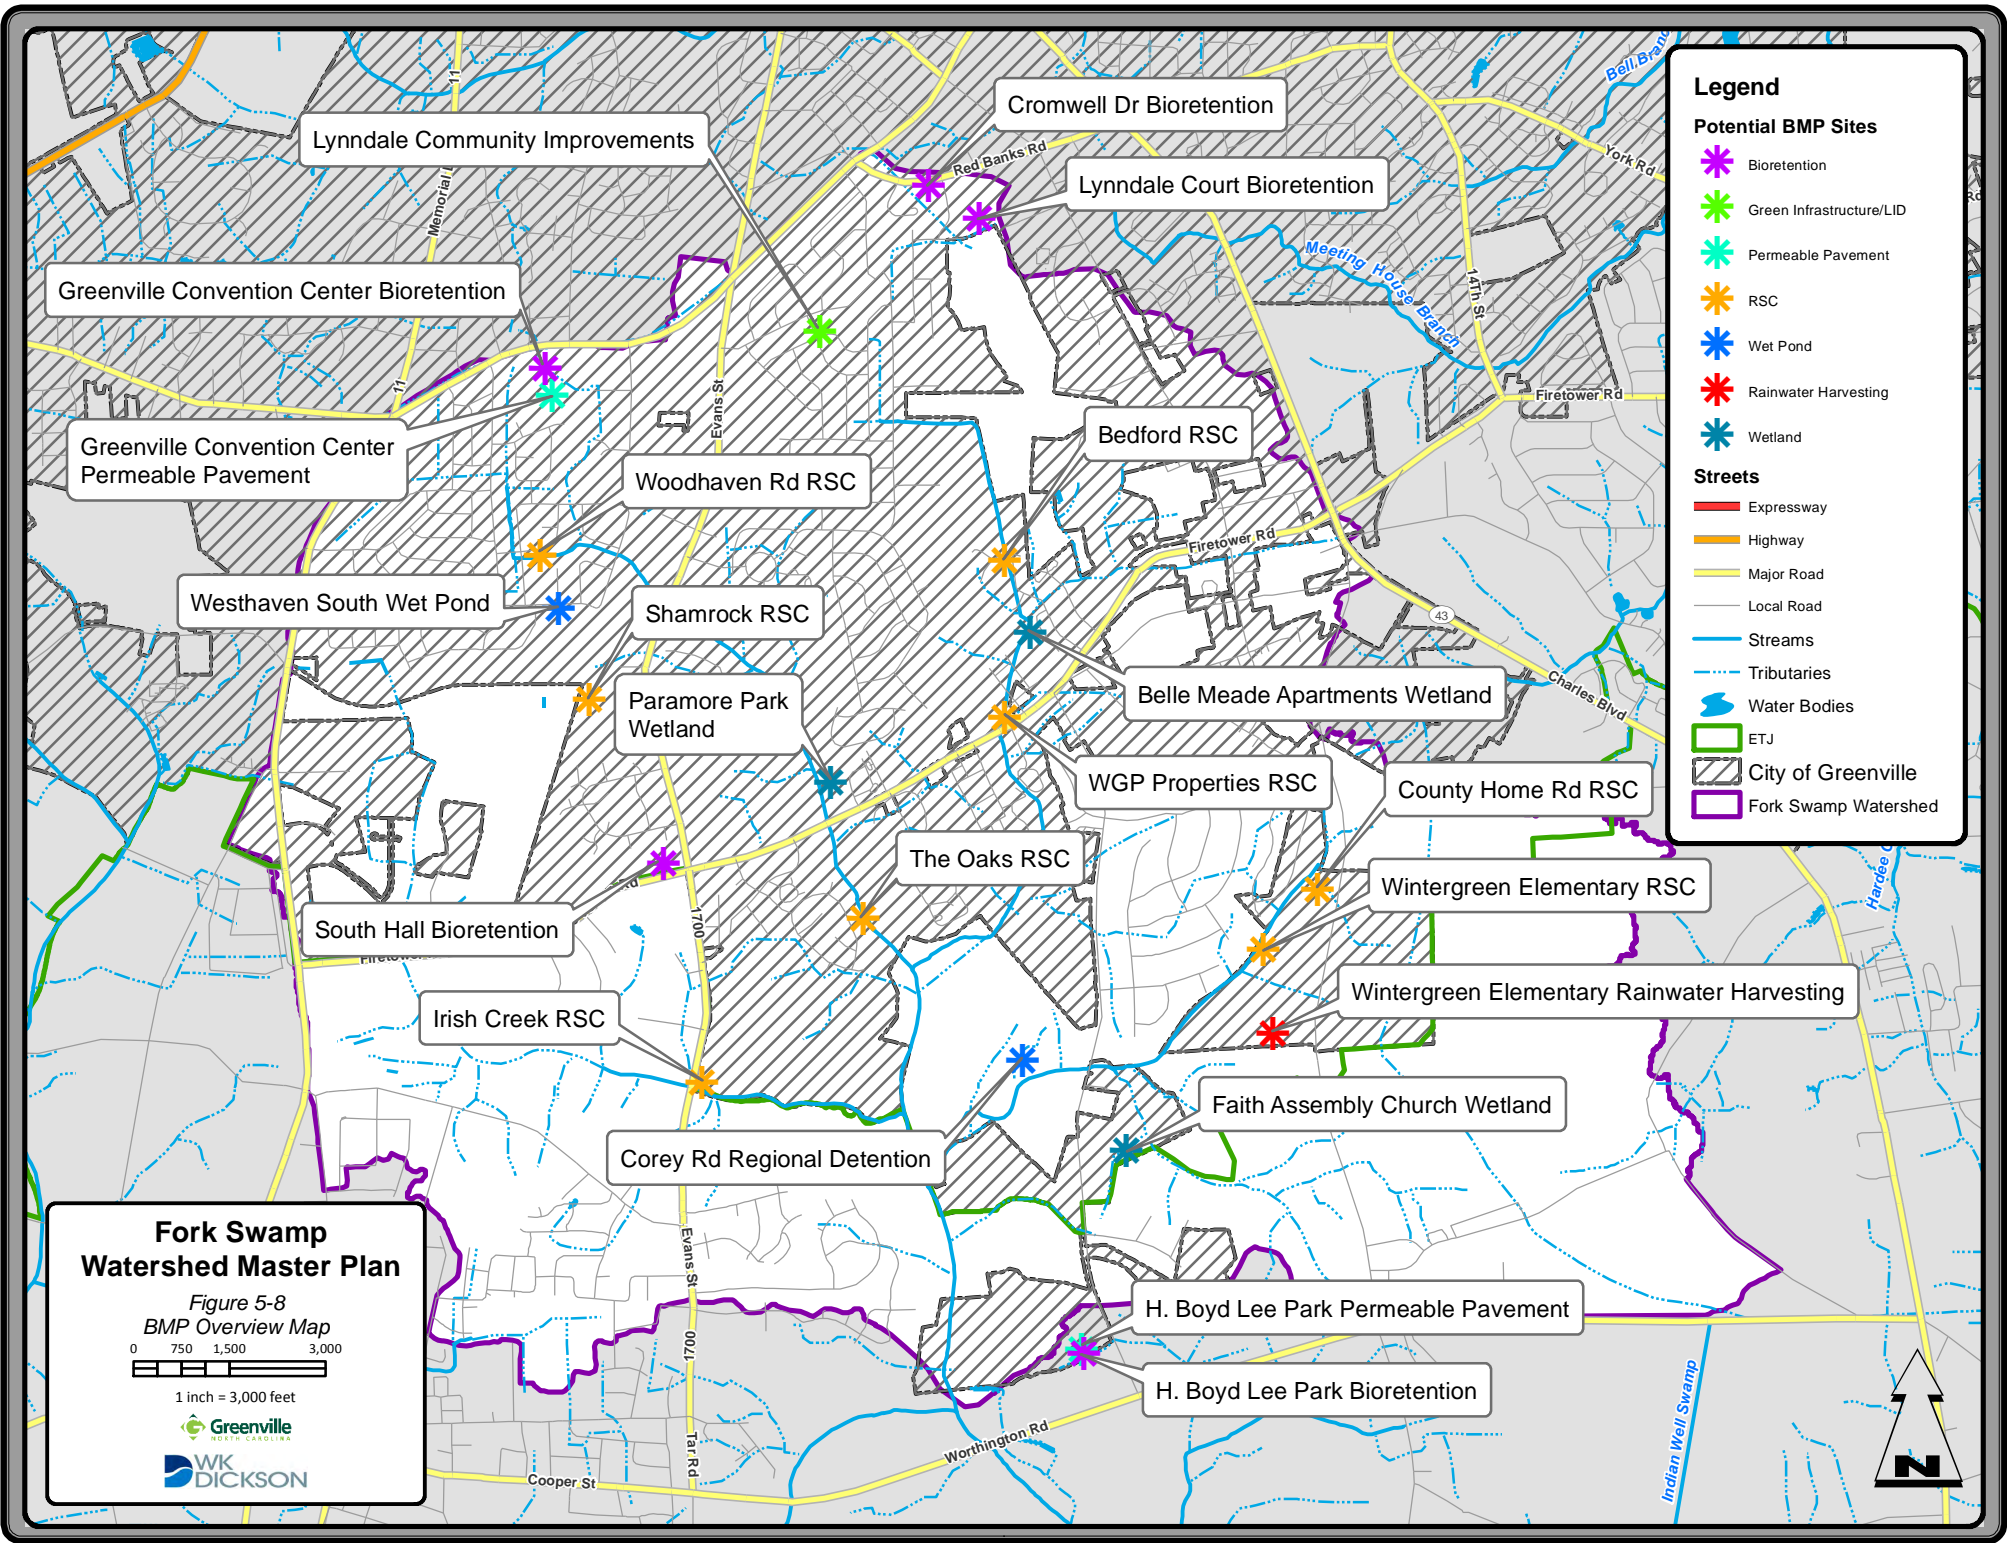 Cromwell Dr Bioretention
Lynndale Community Improvements
Lynndale Court Bioretention
Greenville Convention Center Bioretention
Greenville Convention Center
Permeable Pavement
Bedford RSC
Woodhaven Rd RSC
Westhaven South Wet Pond
Shamrock RSC
Belle Meade Apartments Wetland
Paramore Park
Wetland
WGP Properties RSC
County Home Rd RSC
The Oaks RSC
Wintergreen Elementary RSC
South Hall Bioretention
Wintergreen Elementary Rainwater Harvesting
Irish Creek RSC
Faith Assembly Church Wetland
Corey Rd Regional Detention
H. Boyd Lee Park Permeable Pavement
H. Boyd Lee Park Bioretention
11
Memorial
11
Evans St
Red Banks Rd
Meeting House Branch
Bell Branc
York Rd
Rd
14Th St
Firetower Rd
Firetower Rd
43
Charles Blvd
Rd
1700
Firetower
Hardee C
Evans St
1700
Tar Rd
Cooper St
Worthington Rd
Indian Well Swamp
Legend
Potential BMP Sites
Bioretention
Green Infrastructure/LID
Permeable Pavement
RSC
Wet Pond
Rainwater Harvesting
Wetland
Streets
Expressway
Highway
Major Road
Local Road
Streams
Tributaries
Water Bodies
ETJ
City of Greenville
Fork Swamp Watershed
Fork Swamp
Watershed Master Plan
Figure 5-8
BMP Overview Map
0 750 1,500 3,000
1 inch = 3,000 feet
Greenville
NORTH CAROLINA
WK
DICKSON
N